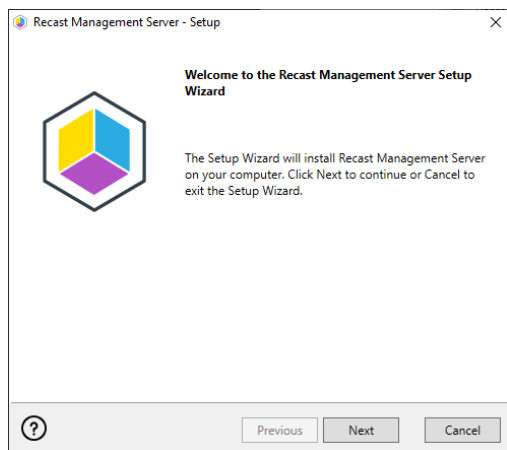 Recast Management Server - Setup
Welcome to the Recast Management Server Setup
Wizard
The Setup Wizard will install Recast Management Server
on your computer. Click Next to continue or Cancel to
exit the Setup Wizard.
?
Previous
Next
Cancel